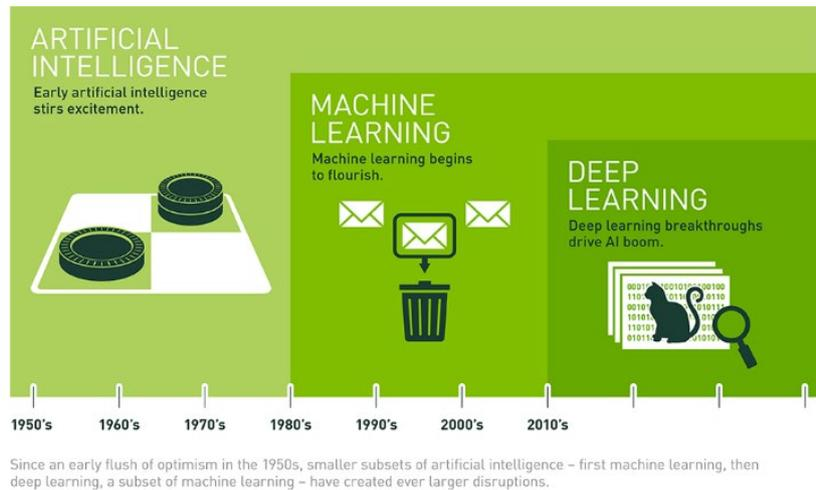 ARTIFICIAL
INTELLIGENCE
Early artificial intelligence
stirs excitement.
MACHINE
LEARNING
Machine learning begins
to flourish.
DEEP
LEARNING
Deep learning breakthroughs
drive AI boom.
1950's 1960's 1970's 1980's 1990's 2000's 2010's
Since an early flush of optimism in the 1950s, smaller subsets of artificial intelligence – first machine learning, then
deep learning, a subset of machine learning – have created ever larger disruptions.